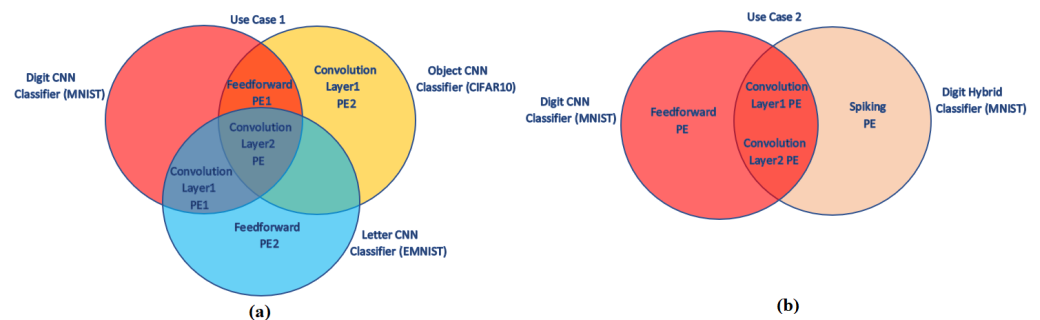 Use Case 1
Digit CNN
Classifier (MNIST)
Feedforward
PE1
Convolution
Layer1
PE2
Object CNN
Classifier (CIFAR10)
Convolution
Layer2
PE
Convolution
Layer1
PE1
Feedforward
PE2
Letter CNN
Classifier (EMNIST)
(a)
Use Case 2
Digit CNN
Classifier (MNIST)
Feedforward
PE
Convolution
Layer1 PE
Convolution
Layer2 PE
Spiking
PE
Digit Hybrid
Classifier (MNIST)
(b)